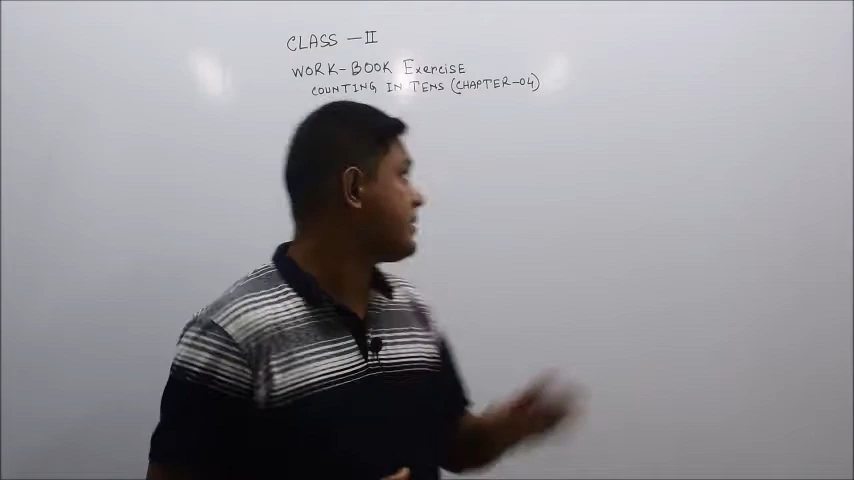 CLASS - II
WORK-BOOK Exercise
COUNTING IN TENS (CHAPTER-04)